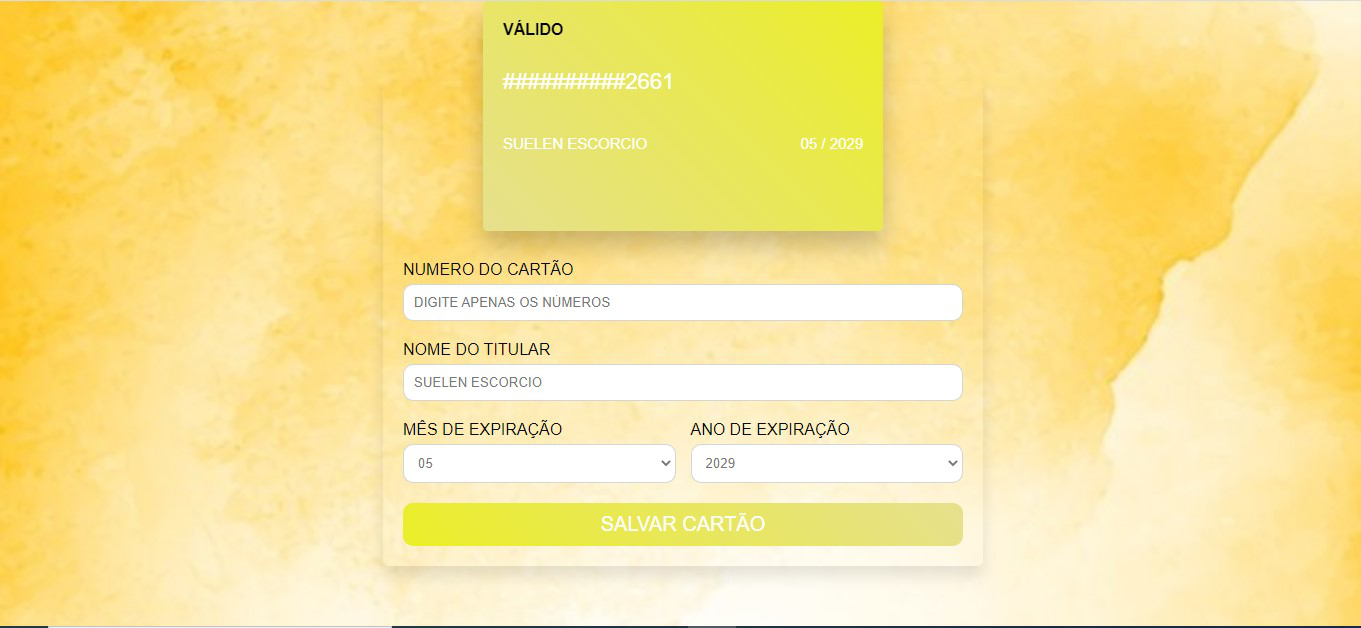 VÁLIDO
##########2661
SUELEN ESCORCIO 05 / 2029
NUMERO DO CARTÃO
DIGITE APENAS OS NÚMEROS
NOME DO TITULAR
SUELEN ESCORCIO
MÊS DE EXPIRAÇÃO ANO DE EXPIRAÇÃO
05 2029
SALVAR CARTÃO